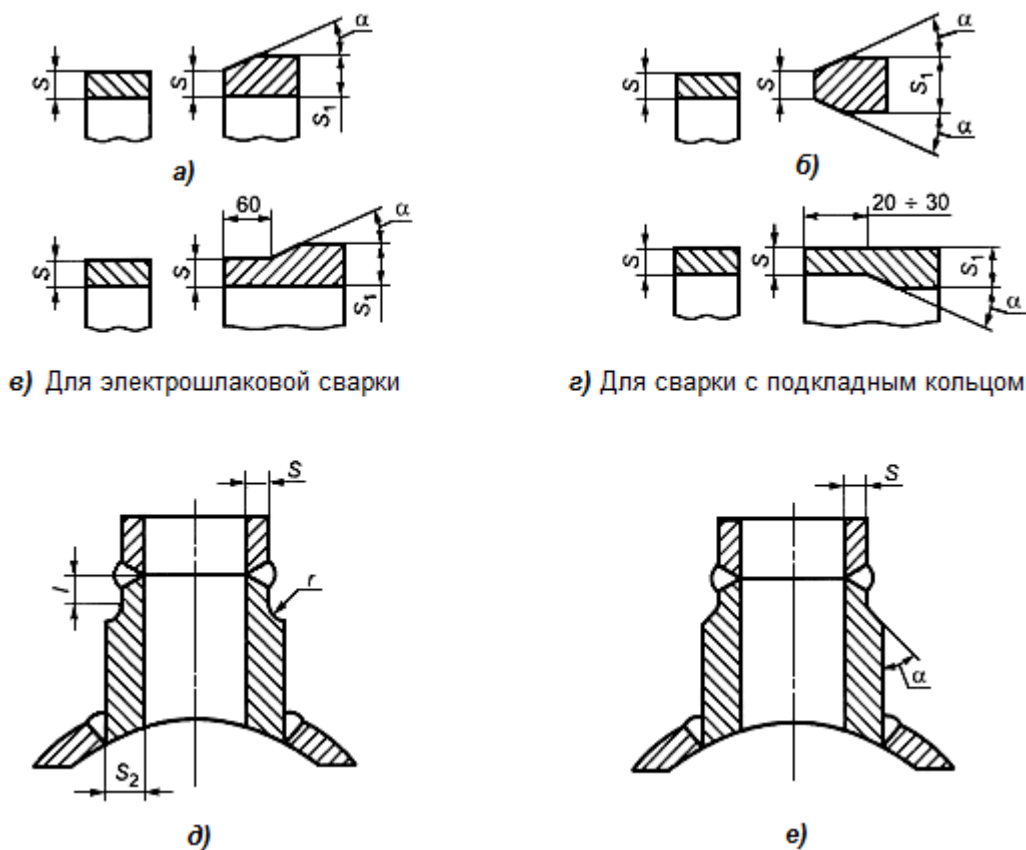 α
S
S
S₁
а)
α
S
S
S₁
α
б)
60
α
S
S
S₁
в) Для электрошлаковой сварки
20 ÷ 30
S
S
S₁
α
г) Для сварки с подкладным кольцом
S
l
r
S₂
д)
S
α
е)